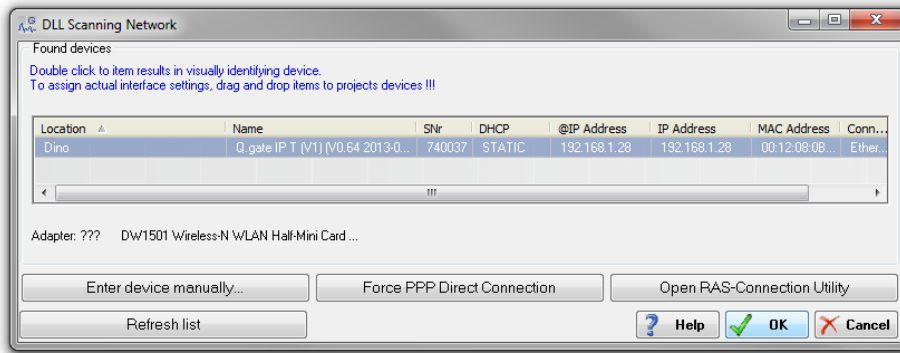 DLL Scanning Network
Found devices
Double click to item results in visually identifying device.
To assign actual interface settings, drag and drop items to projects devices !!!
Location Name SNr DHCP @IP Address IP Address MAC Address Conn...
Dino Q.gate IP T (V1) (V0.64 2013-0... 740037 STATIC 192.168.1.28 192.168.1.28 00:12:08:0B... Ether...
Adapter: ??? DW1501 Wireless-N WLAN Half-Mini Card ...
Enter device manually... Force PPP Direct Connection Open RAS-Connection Utility
Refresh list Help OK Cancel